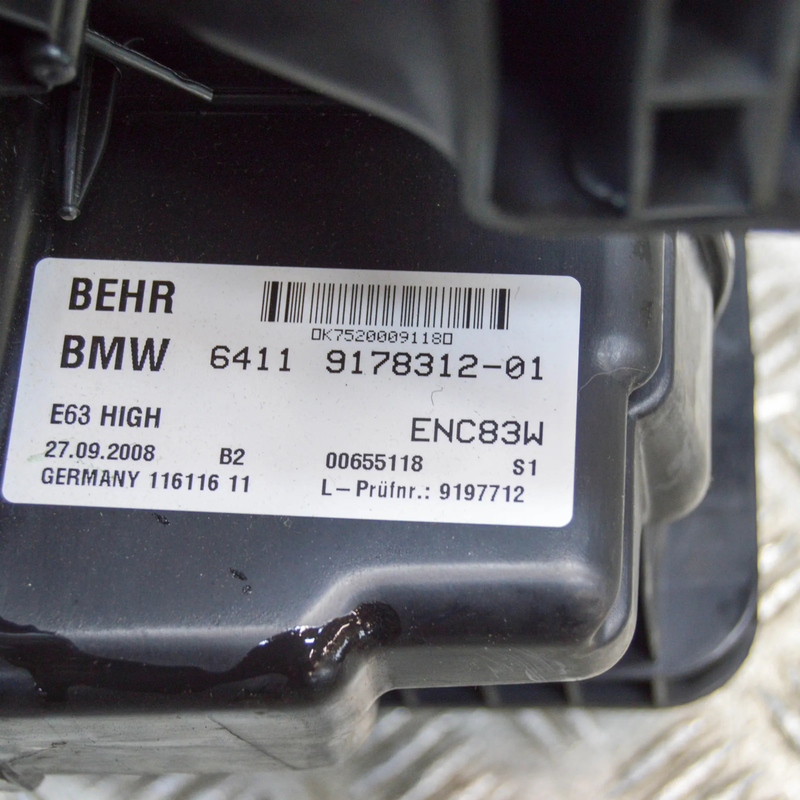 BEHR
□K7520009118□
BMW 6411 9178312-01
E63 HIGH ENC83W
27.09.2008 B2 00655118 S1
GERMANY 116116 11 L-Prüfnr.: 9197712